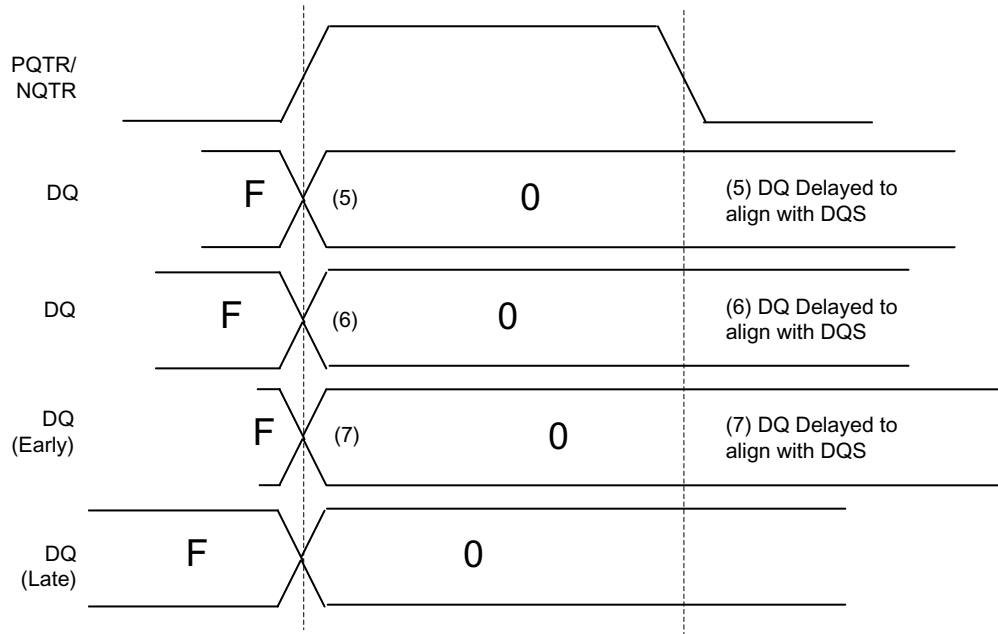 PQTR/
NQTR
DQ
F
(5)
0
(5) DQ Delayed to
align with DQS
DQ
F
(6)
0
(6) DQ Delayed to
align with DQS
DQ
(Early)
F
(7)
0
(7) DQ Delayed to
align with DQS
DQ
(Late)
F
0